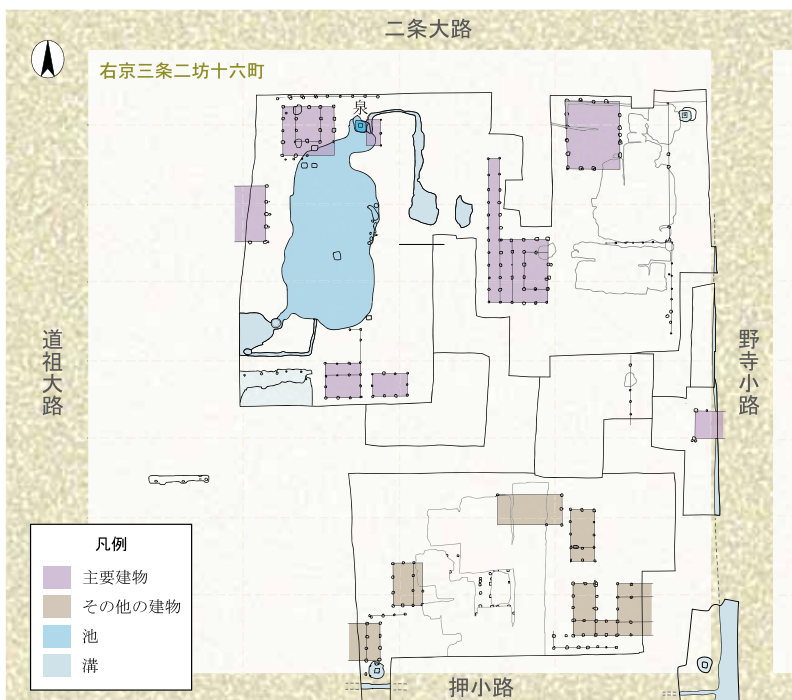 二条大路
右京三条二坊十六町
泉
道祖大路
野寺小路
凡例
主要建物
その他の建物
池
溝
押小路